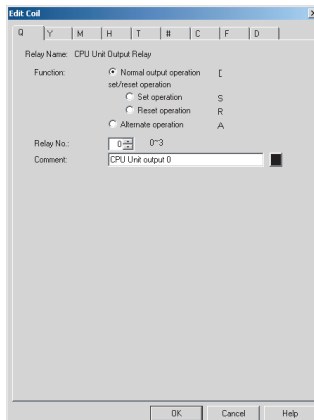 Edit Coil
Q Y M H T # C F D
Relay Name: CPU Unit Output Relay
Function: Normal output operation [
set/reset operation
Set operation S
Reset operation R
Alternate operation A
Relay No.: 0 0~3
Comment: CPU Unit output 0
OK Cancel Help